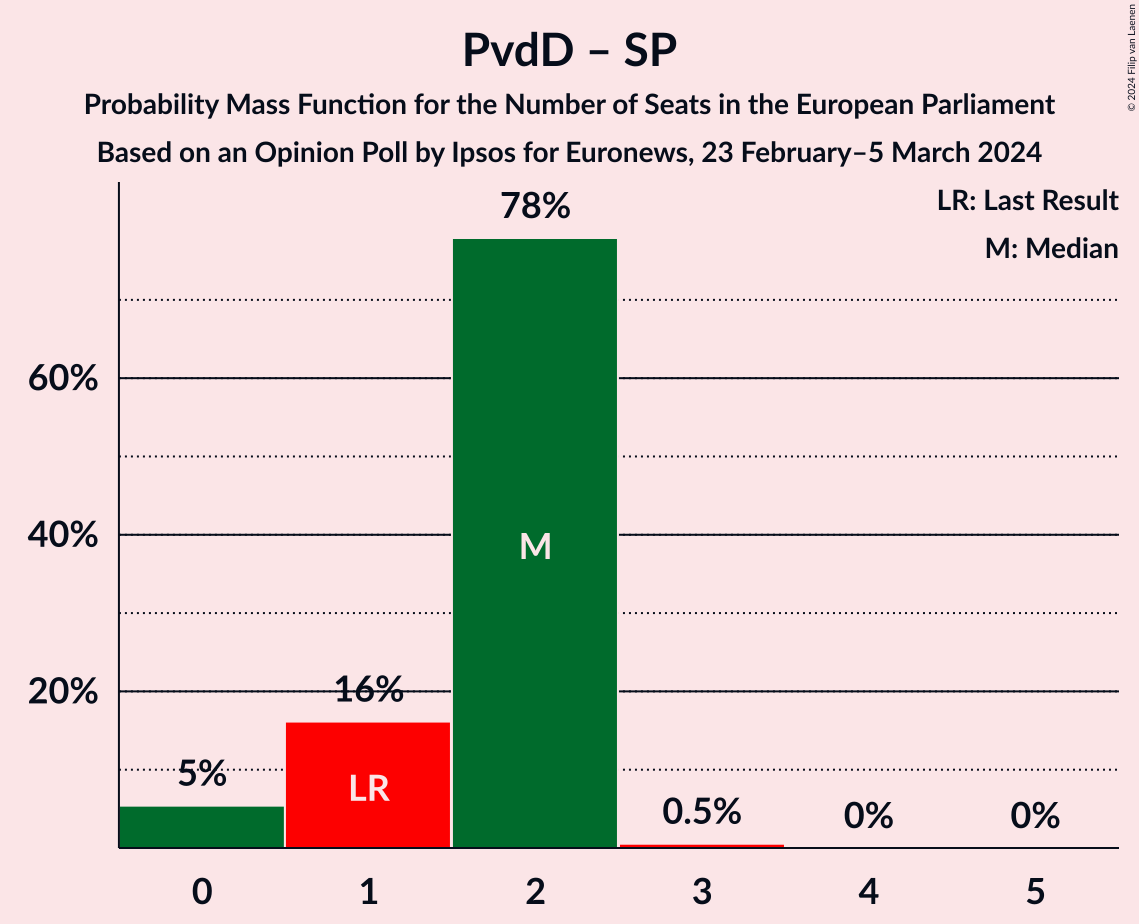 PvdD – SP
Probability Mass Function for the Number of Seats in the European Parliament
Based on an Opinion Poll by Ipsos for Euronews, 23 February–5 March 2024
© 2024 Filip van Laenen
LR: Last Result
M: Median
78%
60%
40%
20%
M
16%
LR
5%
0.5%
0%
0%
0
1
2
3
4
5